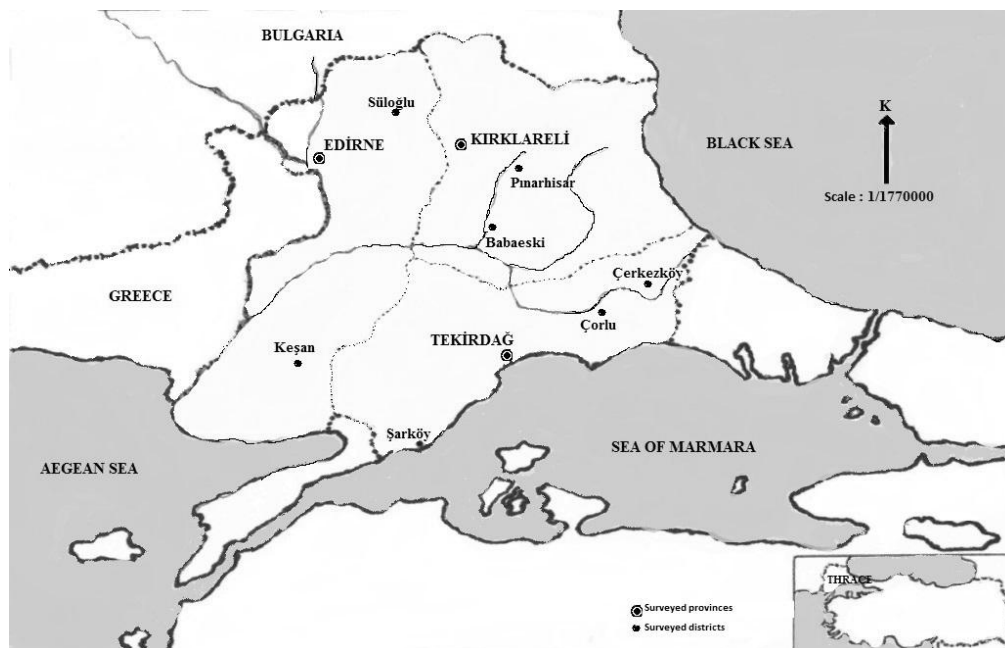 BULGARIA
Süloğlu
K
EDİRNE
KIRKLARELİ
BLACK SEA
Pınarhisar
Scale : 1/1770000
Babaeski
Çerkezköy
GREECE
Çorlu
TEKİRDAĞ
Keşan
Şarköy
AEGEAN SEA
SEA OF MARMARA
THRACE
Surveyed provinces
Surveyed districts